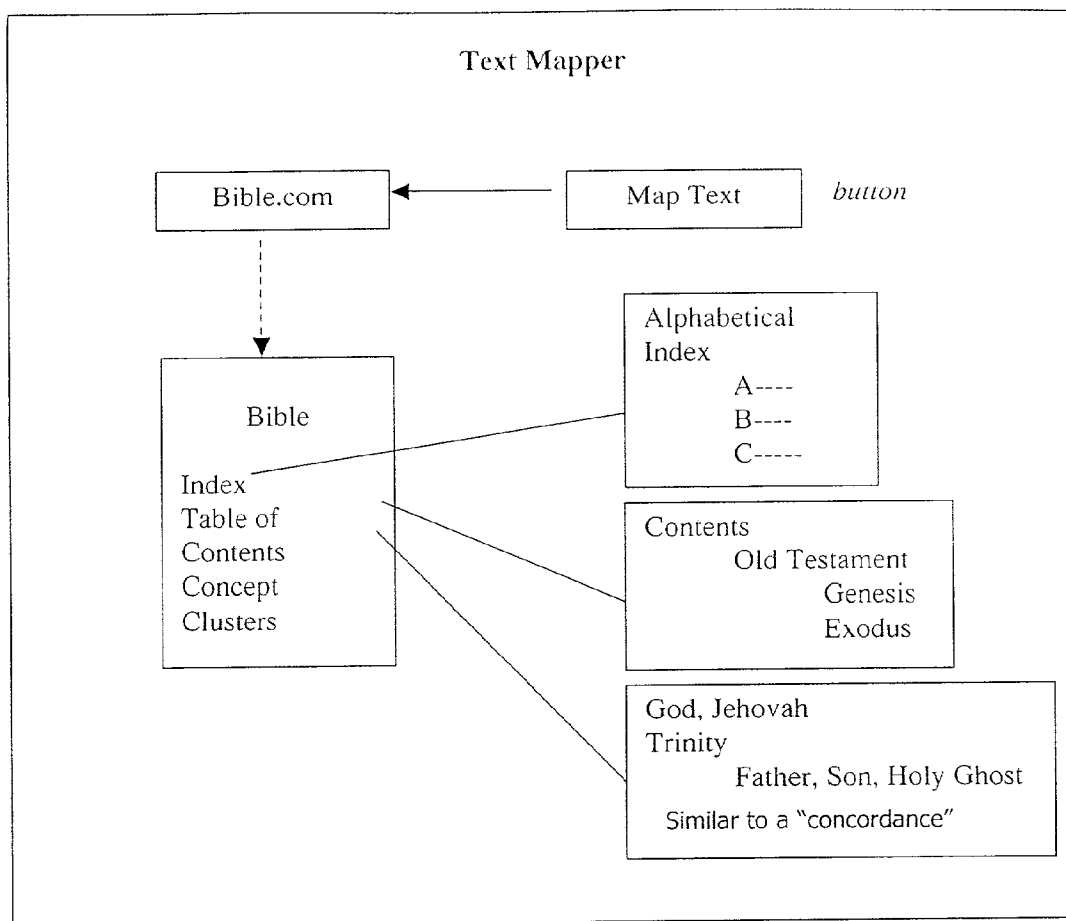 Text Mapper
Bible.com
Map Text
button
Bible
Index
Table of
Contents
Concept
Clusters
Alphabetical
Index
A----
B----
C-----
Contents
Old Testament
Genesis
Exodus
God, Jehovah
Trinity
Father, Son, Holy Ghost
Similar to a “concordance”